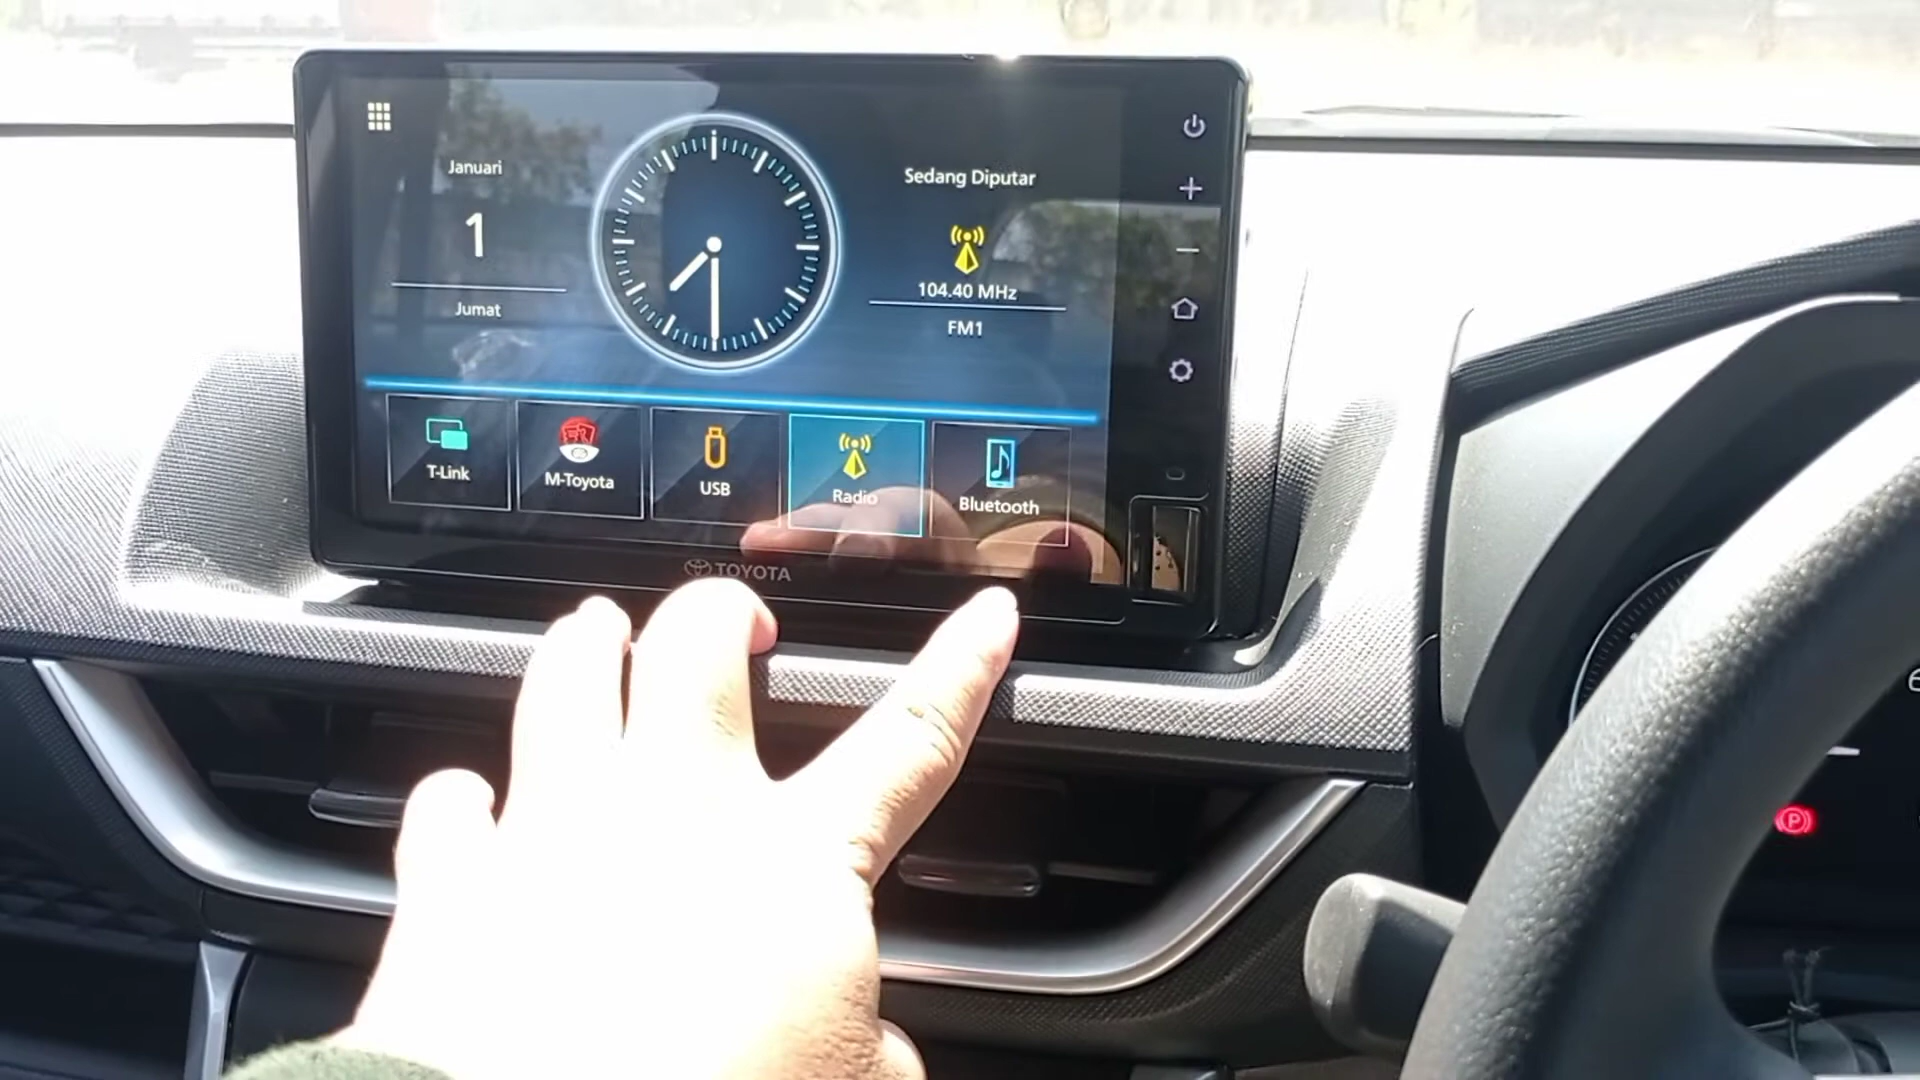 Januari
1
Jumat
Sedang Diputar
104.40 MHz
FM1
T-Link
M-Toyota
USB
Radio
Bluetooth
TOYOTA
P